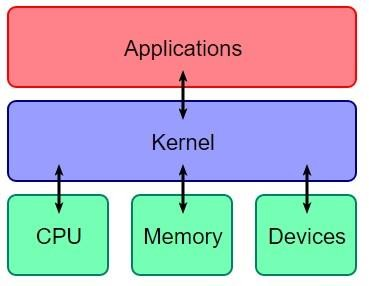 Applications
Kernel
CPU
Memory
Devices